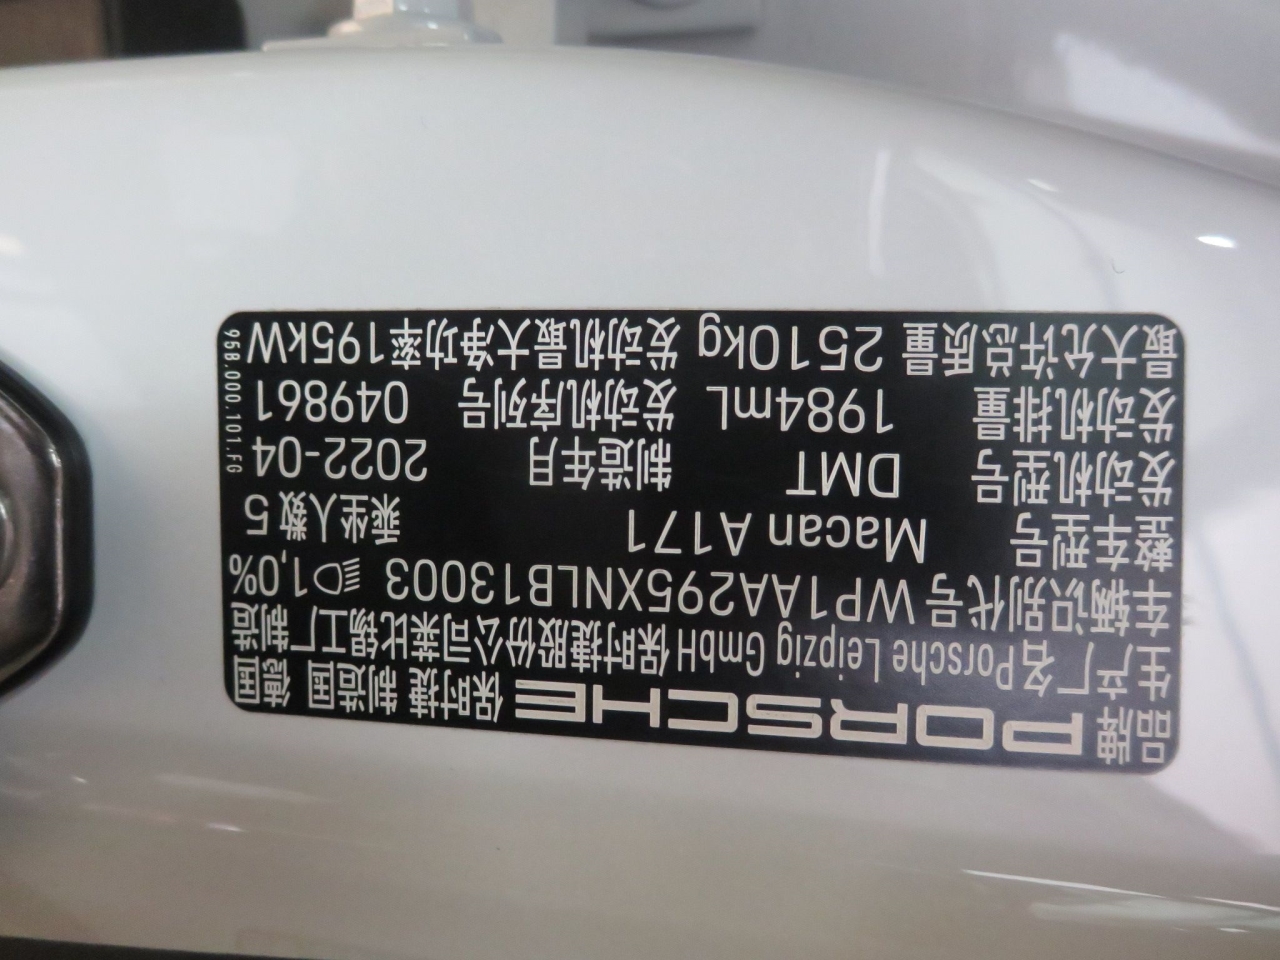 品牌 PORSCHE 保时捷 制造国 德国
生产厂名 Porsche Leipzig GmbH 保时捷股份公司莱比锡工厂制造
车辆识别代号 WP1AA295XNLB13003 1,0%
整车型号 Macan A171 乘坐人数 5
发动机型号 DMT 制造年月 2022-04
发动机排量 1984mL 发动机序列号 049861
最大允许总质量 2510kg 发动机最大净功率 195kW
95B.000.101.FG